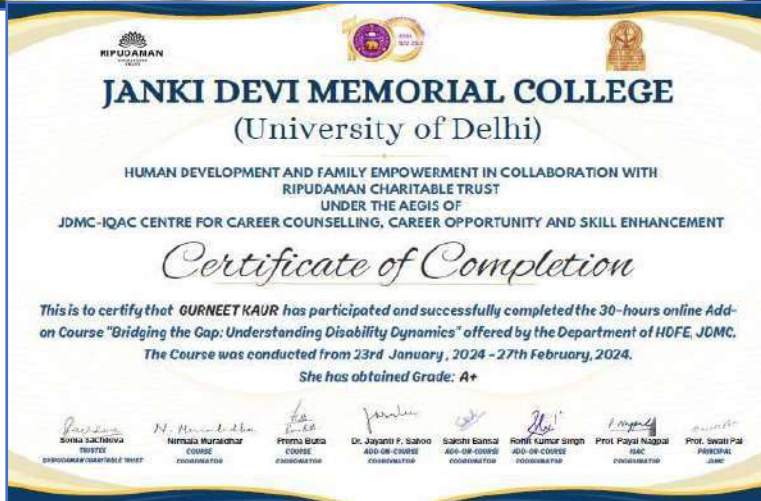 RIPUDAMAN
JANKI DEVI MEMORIAL COLLEGE
(University of Delhi)
HUMAN DEVELOPMENT AND FAMILY EMPOWERMENT IN COLLABORATION WITH
RIPUDAMAN CHARITABLE TRUST
UNDER THE AEGIS OF
JDMC-IQAC CENTRE FOR CAREER COUNSELLING, CAREER OPPORTUNITY AND SKILL ENHANCEMENT
Certificate of Completion
This is to certify that GURNEET KAUR has participated and successfully completed the 30-hours online Add-
on Course "Bridging the Gap: Understanding Disability Dynamics" offered by the Department of HDFE, JDMC.
The Course was conducted from 23rd January, 2024 - 27th February, 2024.
She has obtained Grade: A+
Sonia Sachdeva Nirmala Muralidhar Prerna Butta Dr. Jayanti P. Sahoo Sakshi Bansal Rohit Kumar Singh Prof. Payal Nagpal Prof. Swati Pal
TRUSTEE COURSE COURSE ADD-ON-COURSE ADD-ON-COURSE ADD-ON-COURSE IQAC PRINCIPAL
RIPUDAMAN CHARITABLE TRUST COORDINATOR COORDINATOR COORDINATOR COORDINATOR COORDINATOR COORDINATOR JDMC